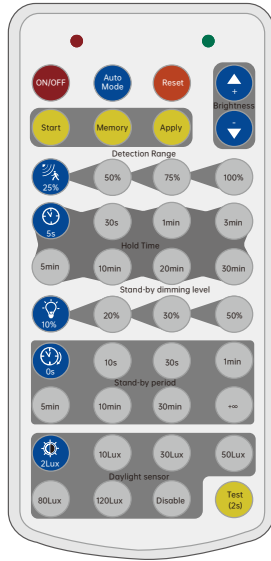 ON/OFF
Auto
Mode
Reset
+
Brightness
-
Start
Memory
Apply
Detection Range
25%
50%
75%
100%
5s
30s
1min
3min
Hold Time
5min
10min
20min
30min
Stand-by dimming level
10%
20%
30%
50%
0s
10s
30s
1min
Stand-by period
5min
10min
30min
+∞
2Lux
10Lux
30Lux
50Lux
Daylight sensor
80Lux
120Lux
Disable
Test
(2s)